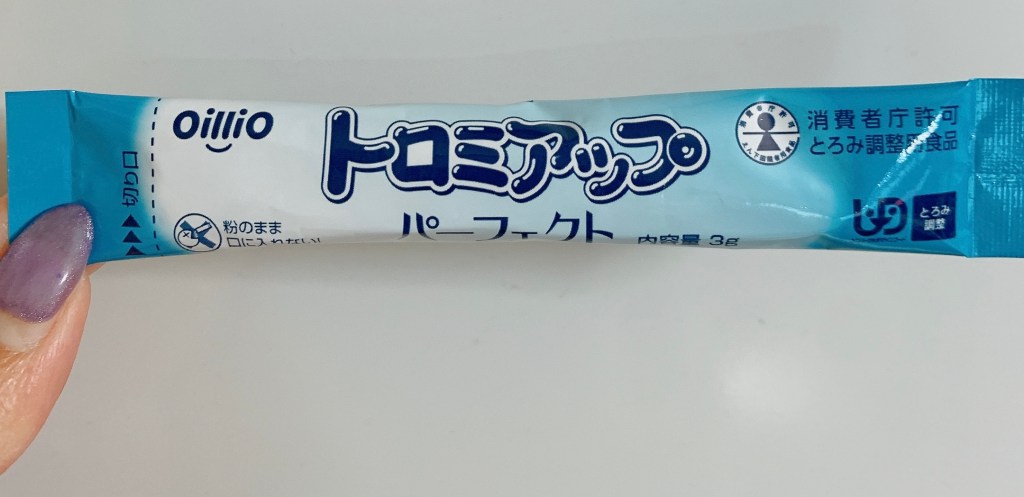 oillio
トロミアップ
パーフェクト
切り口
粉のまま
口に入れない!
内容量 3g
消費者庁許可
とろみ調整用食品
UD
とろみ
調整